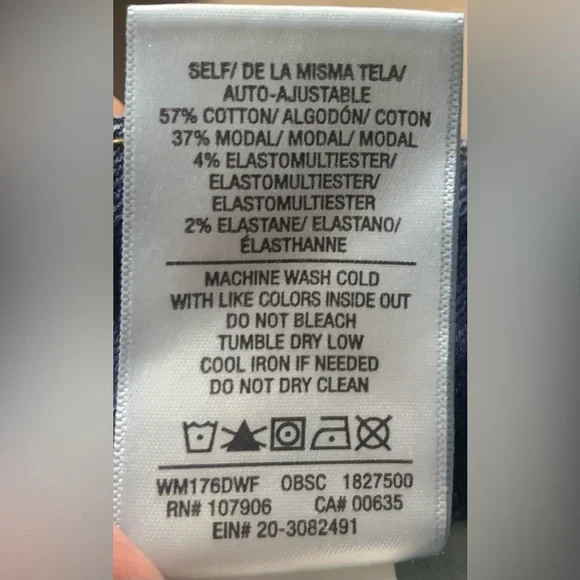 SELF/ DE LA MISMA TELA/
AUTO-AJUSTABLE
57% COTTON/ ALGODÓN/ COTON
37% MODAL/ MODAL/ MODAL
4% ELASTOMULTIESTER/
ELASTOMULTIESTER/
ELASTOMULTIESTER
2% ELASTANE/ ELASTANO/
ÉLASTHANNE
MACHINE WASH COLD
WITH LIKE COLORS INSIDE OUT
DO NOT BLEACH
TUMBLE DRY LOW
COOL IRON IF NEEDED
DO NOT DRY CLEAN
WM176DWF OBSC 1827500
RN# 107906 CA# 00635
EIN# 20-3082491